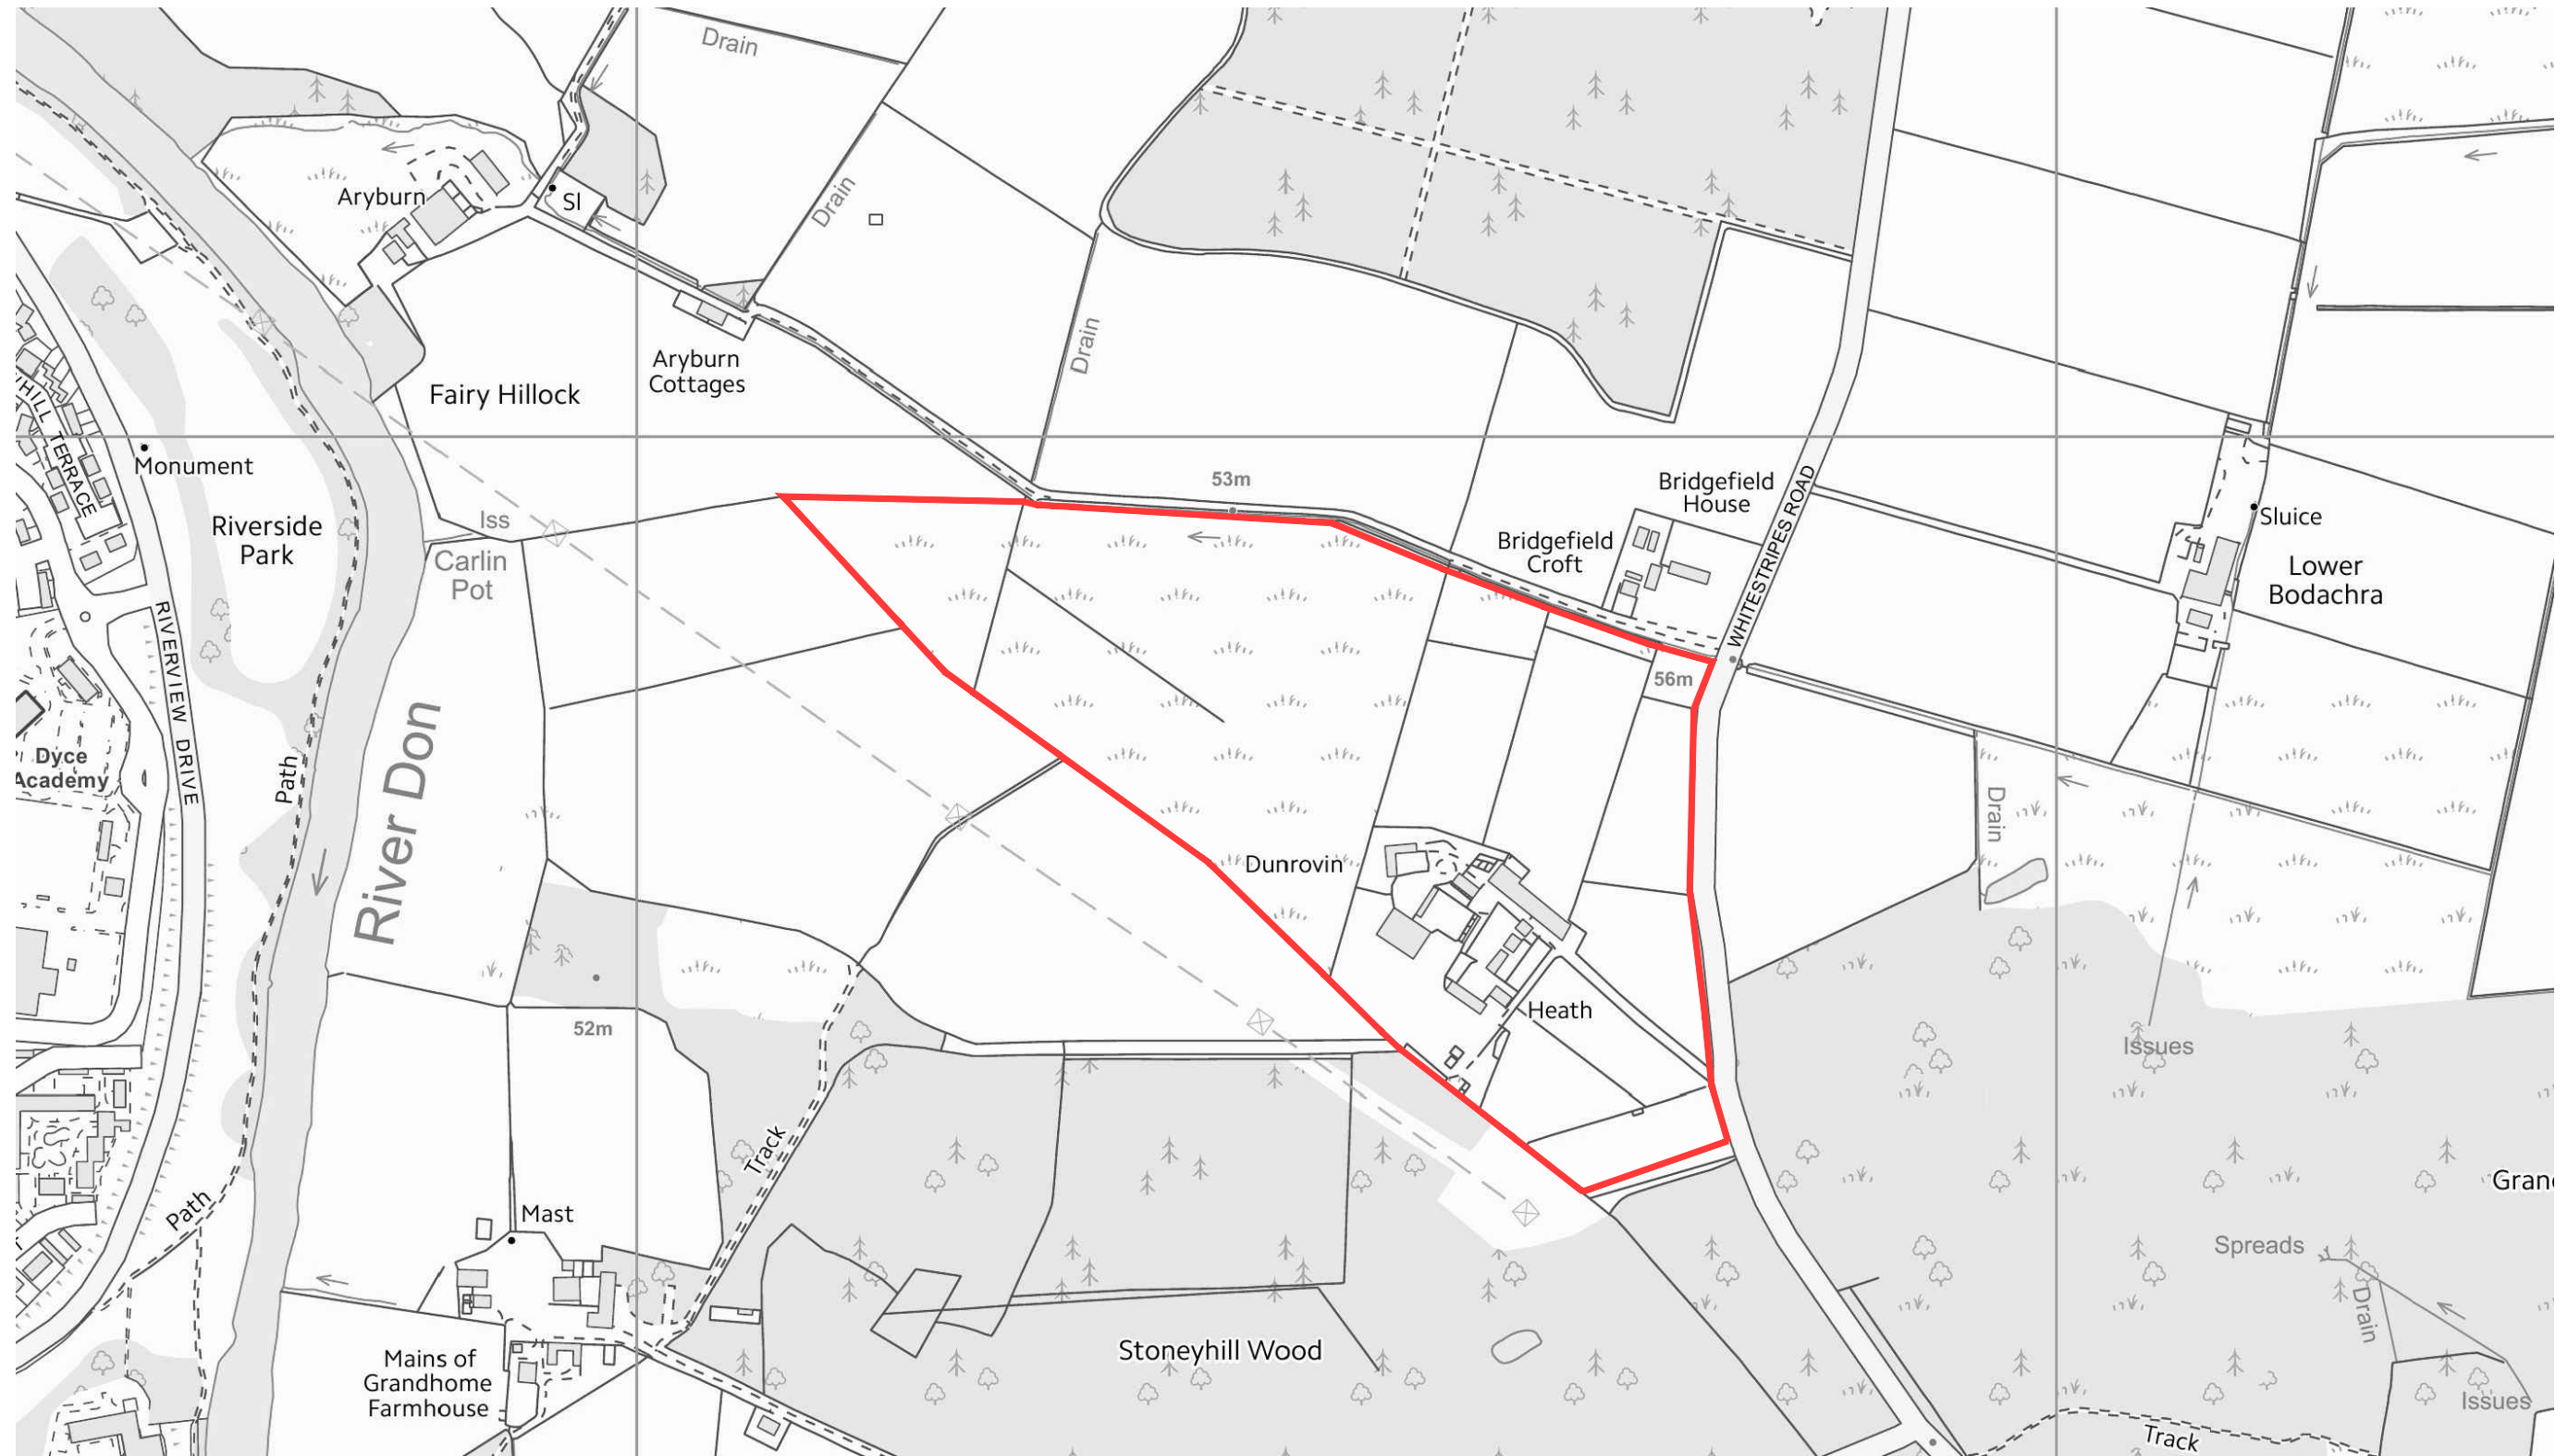 Drain
Aryburn
SI
Drain
Drain
Aryburn
Cottages
Fairy Hillock
HILL TERRACE
Monument
Riverside
Park
Iss
Carlin
Pot
53m
Bridgefield
House
Bridgefield
Croft
WHITESTRIPES ROAD
Sluice
Lower
Bodachra
56m
RIVERVIEW DRIVE
River Don
Dyce
Academy
Path
Drain
Dunrovin
Heath
52m
Issues
Track
Path
Mast
Spreads
Drain
Stoneyhill Wood
Mains of
Grandhome
Farmhouse
Issues
Track